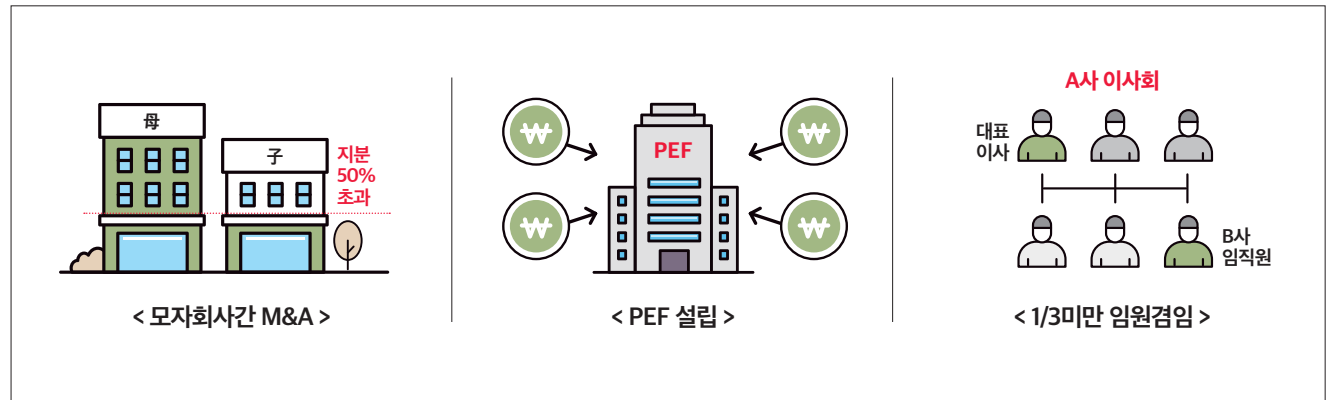 母
子
지분
50%
초과
< 모자회사간 M&A >
₩
₩
PEF
₩
₩
< PEF 설립 >
A사 이사회
대표
이사
B사
임직원
< 1/3미만 임원겸임 >